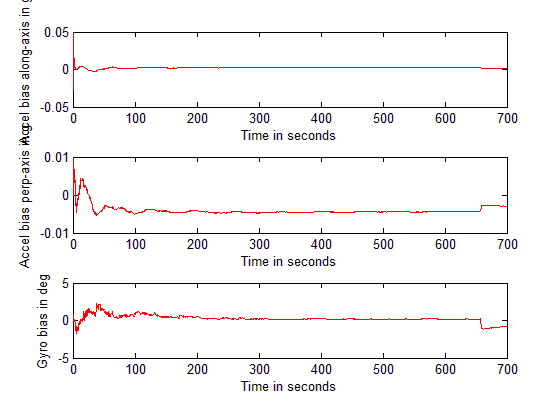 Accel bias along-axis in g
0.05
0
-0.05
0 100 200 300 400 500 600 700
Time in seconds
Accel bias perp-axis in g
0.01
0
-0.01
0 100 200 300 400 500 600 700
Time in seconds
Gyro bias in deg
5
0
-5
0 100 200 300 400 500 600 700
Time in seconds